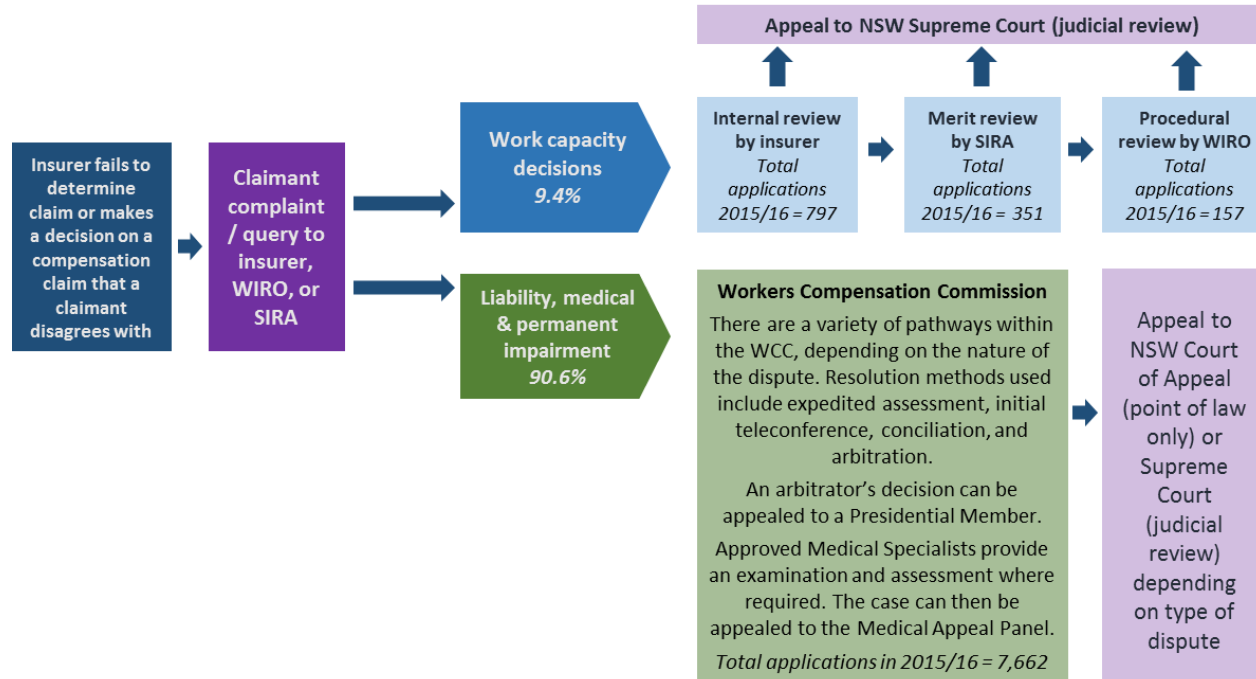 Appeal to NSW Supreme Court (judicial review)
Insurer fails to
determine
claim or makes
a decision on a
compensation
claim that a
claimant
disagrees with
Claimant
complaint
/ query to
insurer,
WIRO, or
SIRA
Work capacity
decisions
9.4%
Internal review
by insurer
Total
applications
2015/16 = 797
Merit review
by SIRA
Total
applications
2015/16 = 351
Procedural
review by WIRO
Total
applications
2015/16 = 157
Liability, medical
& permanent
impairment
90.6%
Workers Compensation Commission
There are a variety of pathways within
the WCC, depending on the nature of
the dispute. Resolution methods used
include expedited assessment, initial
teleconference, conciliation, and
arbitration.
An arbitrator’s decision can be
appealed to a Presidential Member.
Approved Medical Specialists provide
an examination and assessment where
required. The case can then be
appealed to the Medical Appeal Panel.
Total applications in 2015/16 = 7,662
Appeal to
NSW Court
of Appeal
(point of law
only) or
Supreme
Court
(judicial
review)
depending
on type of
dispute